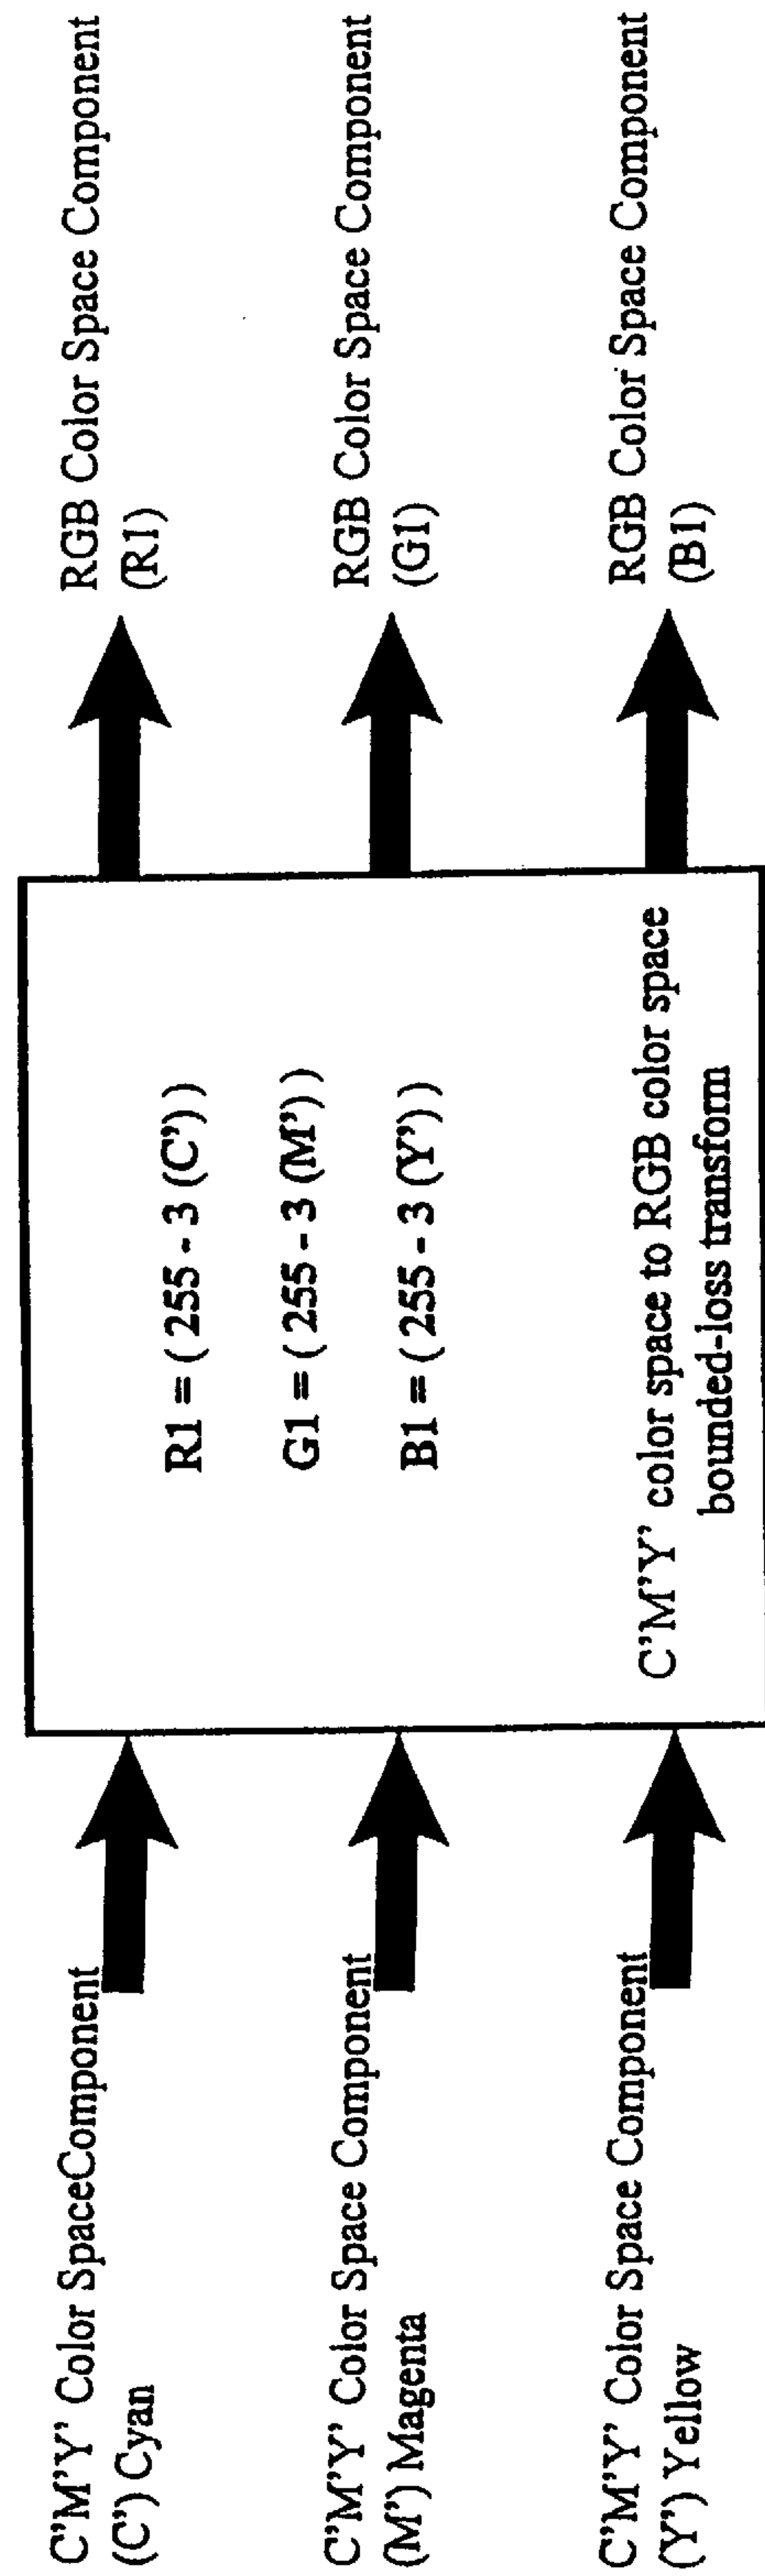 C'M'Y' Color SpaceComponent
(C') Cyan
C'M'Y' Color Space Component
(M') Magenta
C'M'Y' Color Space Component
(Y') Yellow
R1 = ( 255 - 3 (C') )
G1 = ( 255 - 3 (M') )
B1 = ( 255 - 3 (Y') )
C'M'Y' color space to RGB color space
bounded-loss transform
RGB Color Space Component
(R1)
RGB Color Space Component
(G1)
RGB Color Space Component
(B1)